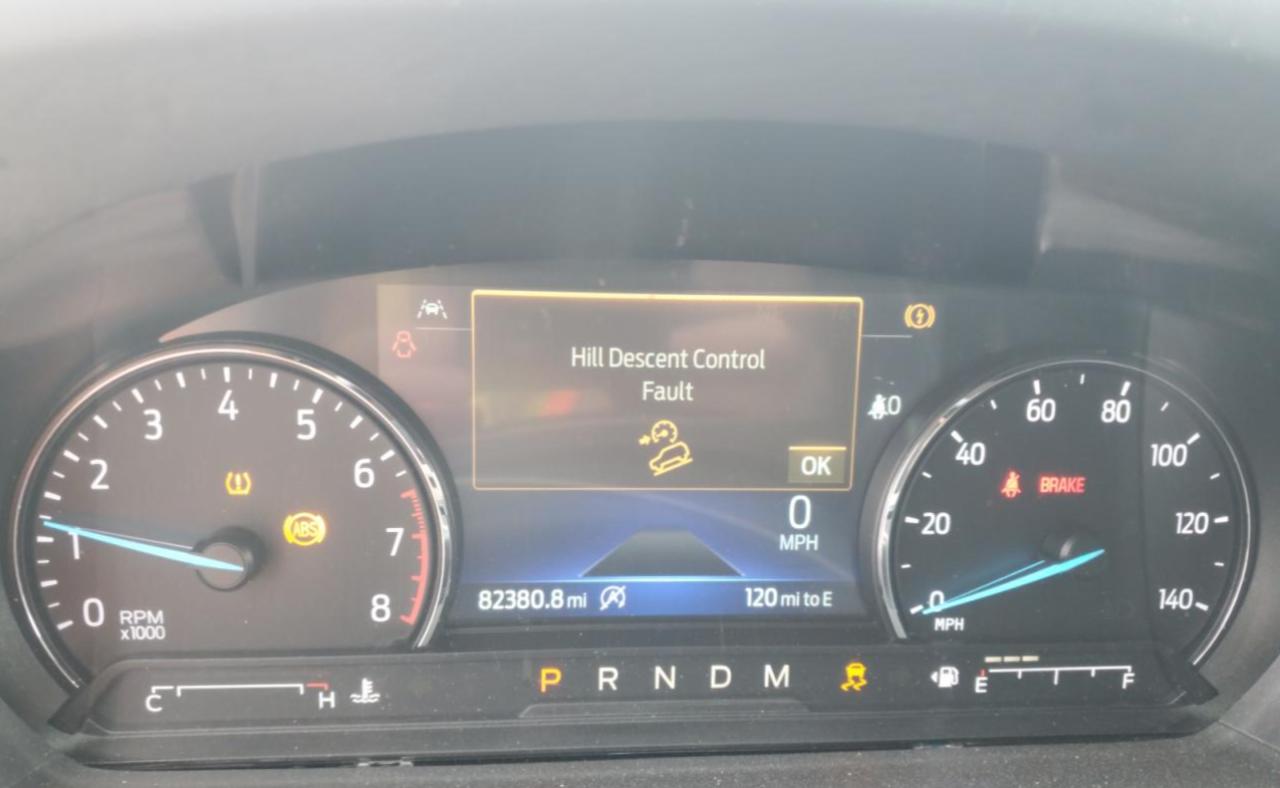 Hill Descent Control
Fault
OK
0
MPH
82380.8 mi
120 mi to E
0
1
2
3
4
5
6
7
8
RPM
x1000
ABS
0
20
40
60
80
100
120
140
MPH
BRAKE
C
H
P R N D M
E
F